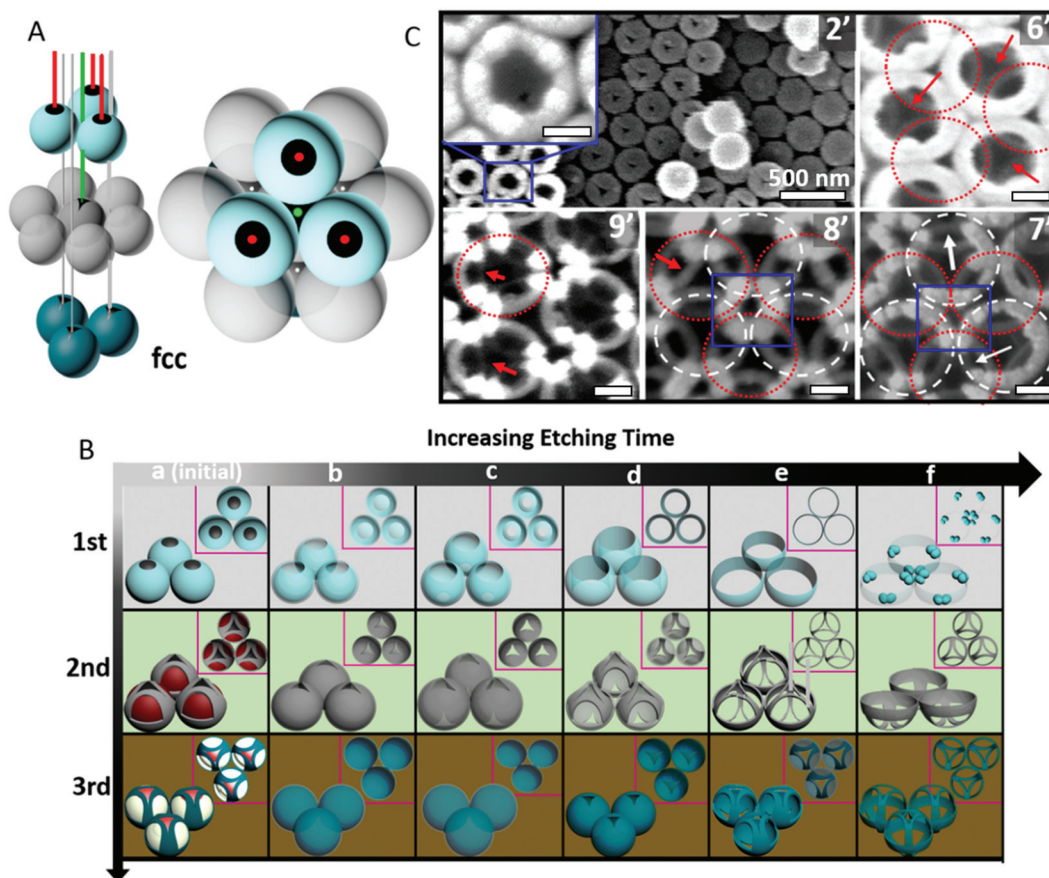 A
fcc
C
2'
500 nm
6'
9'
8'
7'
B
Increasing Etching Time
a (initial)
b
c
d
e
f
1st
2nd
3rd